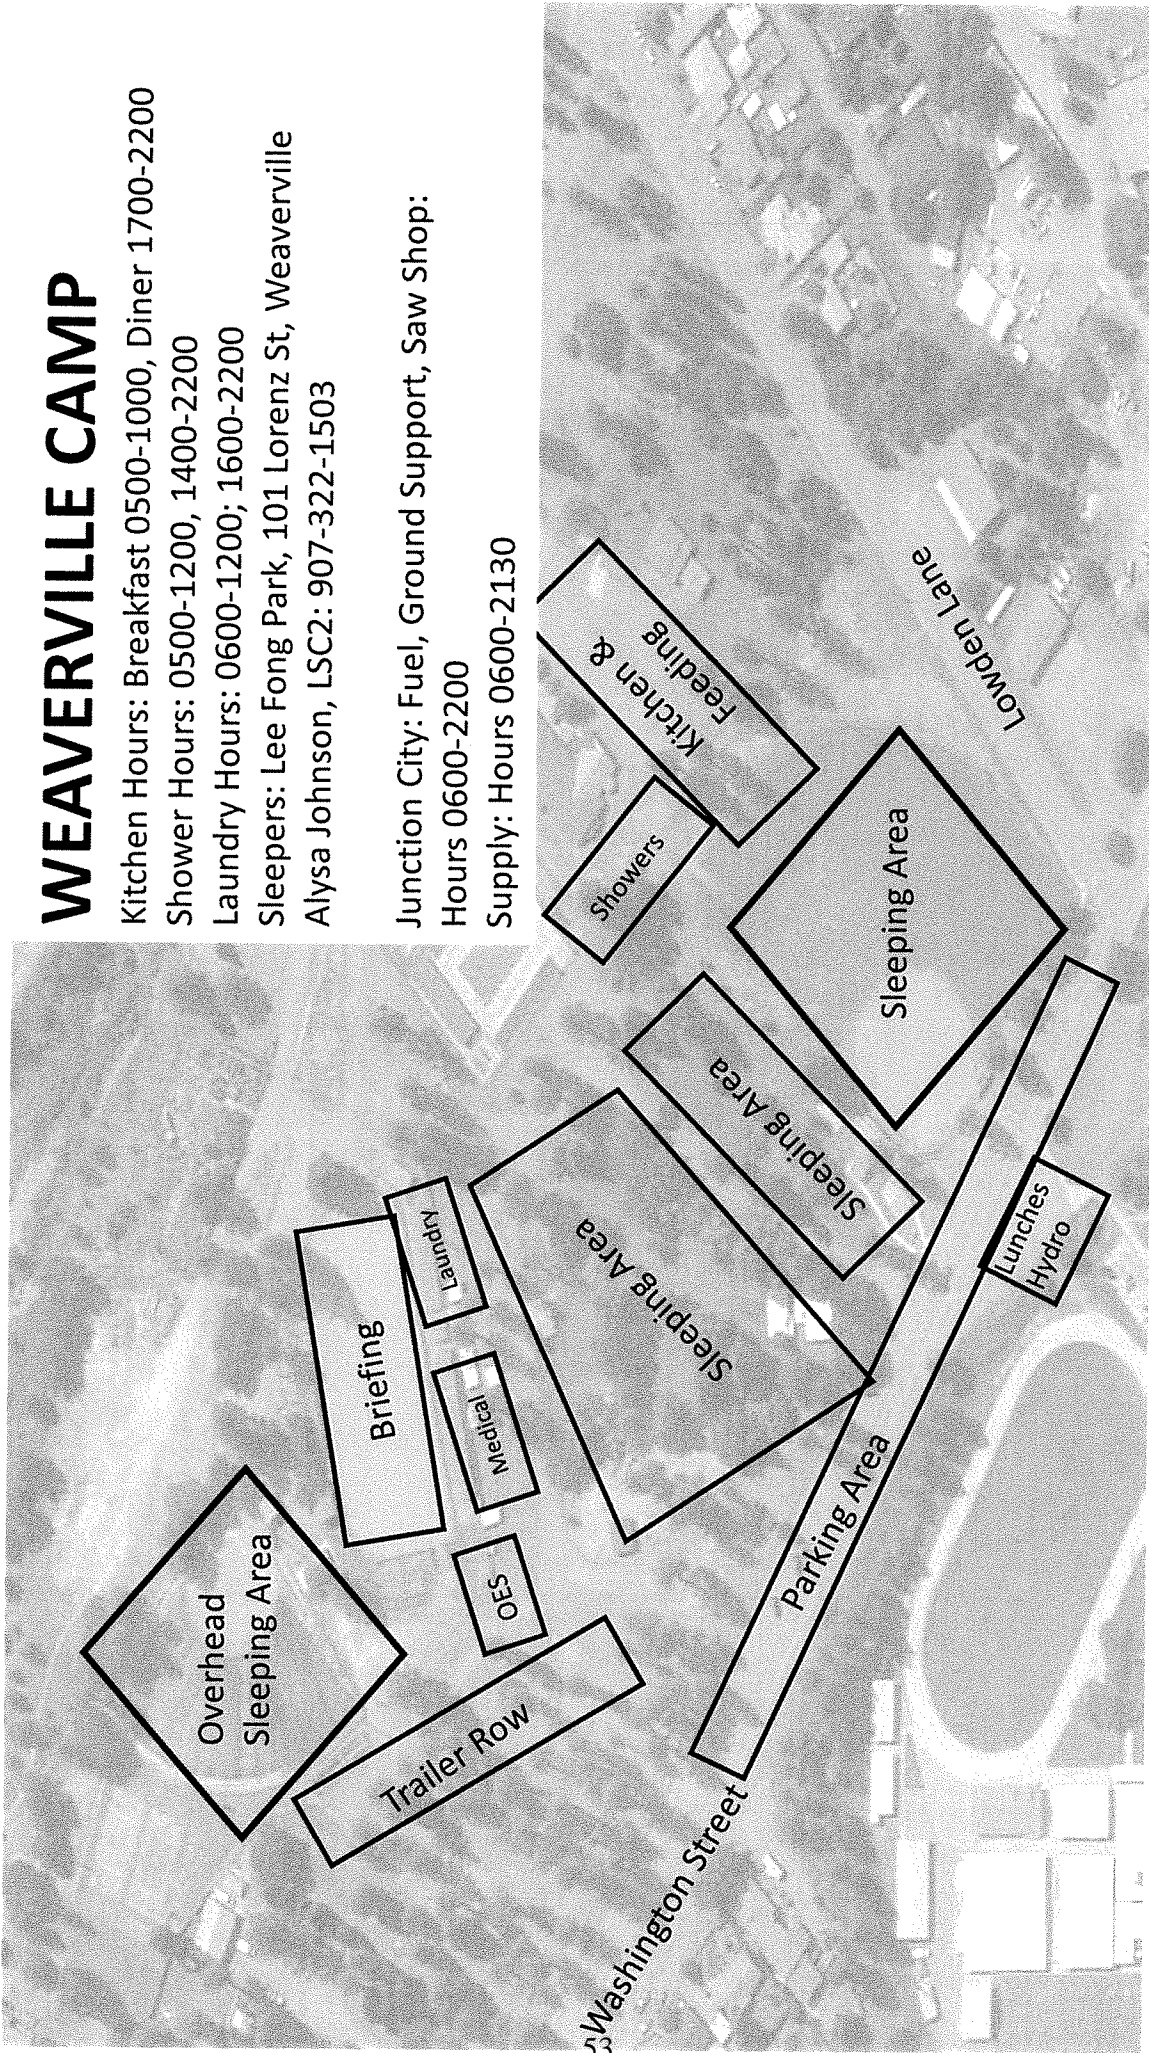 WEAVERVILLE CAMP
Kitchen Hours: Breakfast 0500-1000, Diner 1700-2200
Shower Hours: 0500-1200, 1400-2200
Laundry Hours: 0600-1200; 1600-2200
Sleepers: Lee Fong Park, 101 Lorenz St, Weaverville
Alysa Johnson, LSC2: 907-322-1503
Junction City: Fuel, Ground Support, Saw Shop:
Hours 0600-2200
Supply: Hours 0600-2130
Overhead
Sleeping Area
Trailer Row
Briefing
OES
Medical
Laundry
Sleeping Area
Sleeping Area
Showers
Kitchen &
Feeding
Sleeping Area
Lowden Lane
Parking Area
Lunches
Hydro
Washington Street